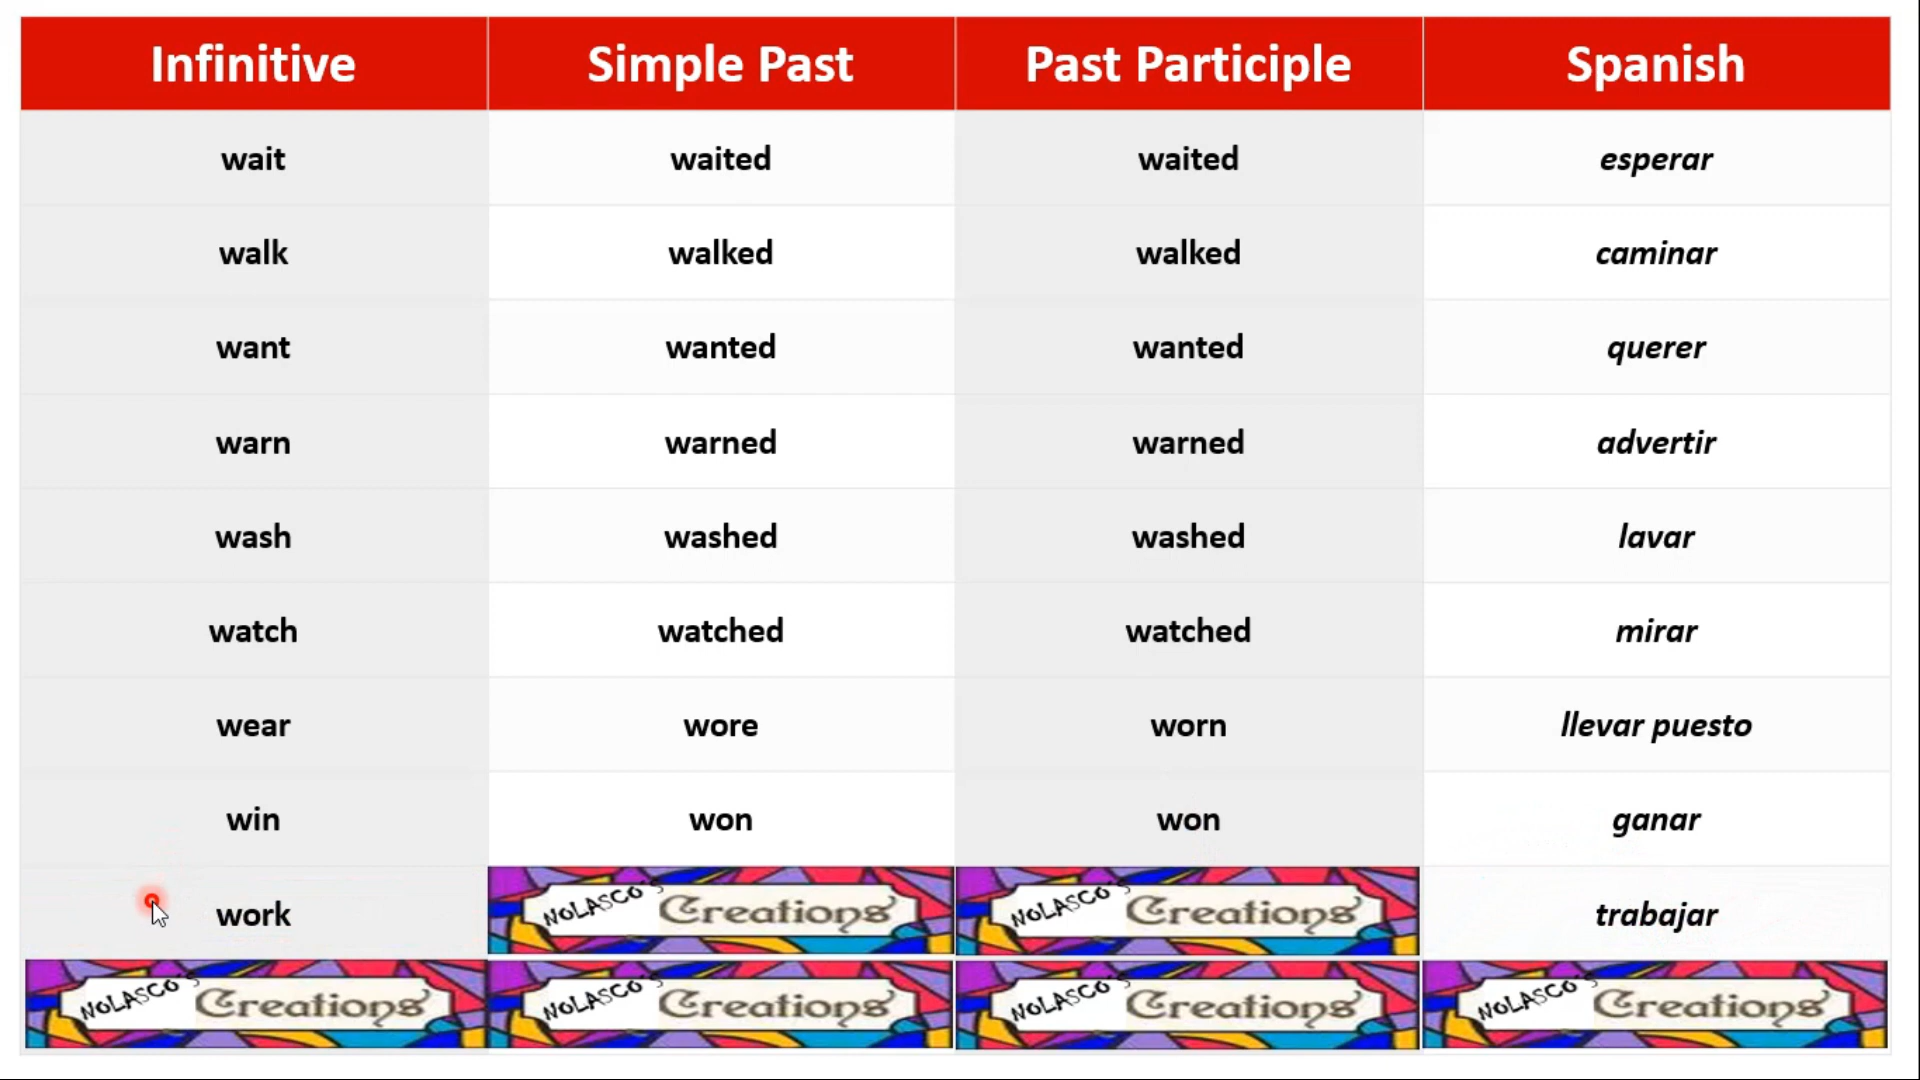 Infinitive Simple Past Past Participle Spanish
wait waited waited esperar
walk walked walked caminar
want wanted wanted querer
warn warned warned advertir
wash washed washed lavar
watch watched watched mirar
wear wore worn llevar puesto
win won won ganar
work NOLASCO´S Creations NOLASCO´S Creations trabajar
NOLASCO´S Creations NOLASCO´S Creations NOLASCO´S Creations NOLASCO´S Creations